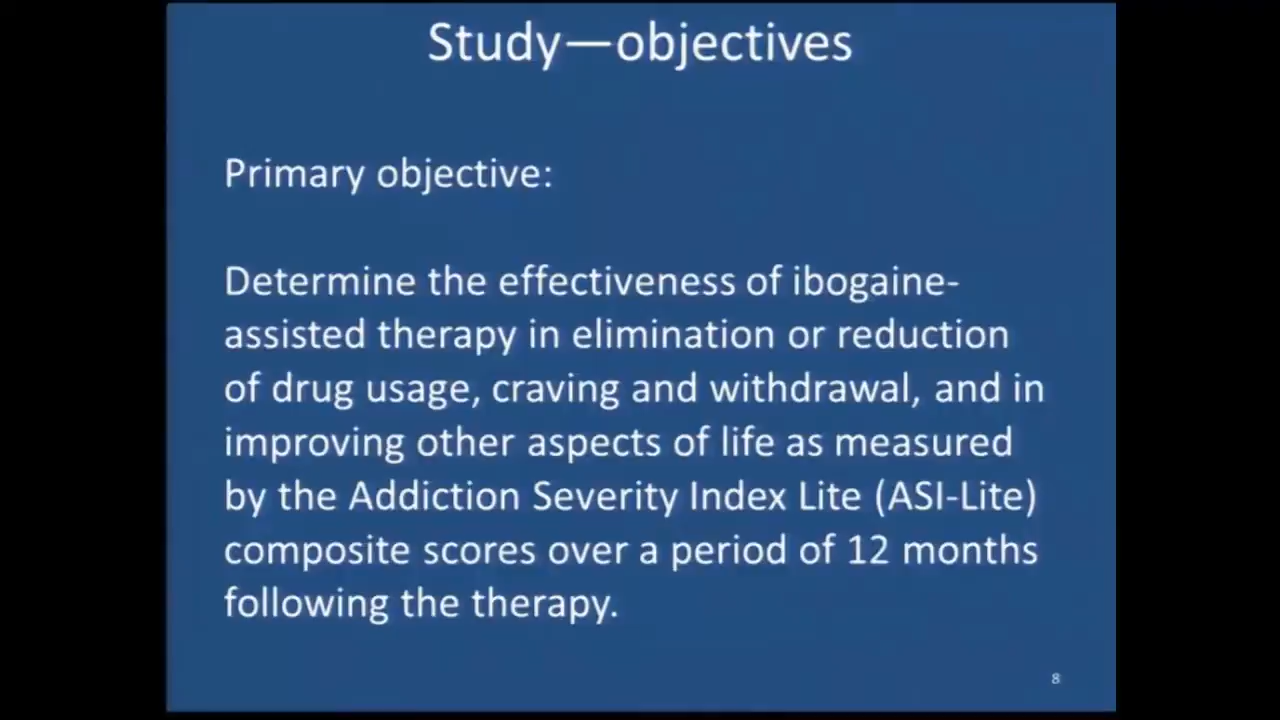 Study—objectives
Primary objective:
Determine the effectiveness of ibogaine-
assisted therapy in elimination or reduction
of drug usage, craving and withdrawal, and in
improving other aspects of life as measured
by the Addiction Severity Index Lite (ASI-Lite)
composite scores over a period of 12 months
following the therapy.
8